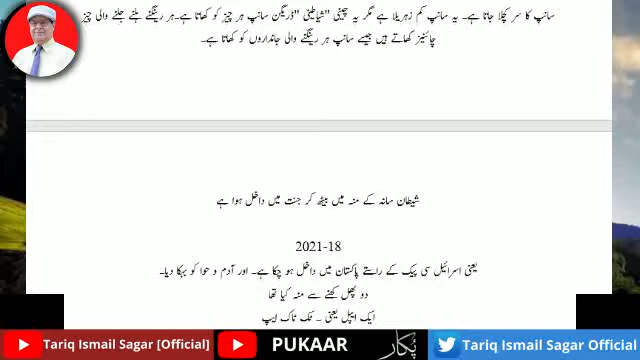 سانپ کا سر کچلا جاتا ہے۔ یہ سانپ کم زہریلا ہے مگر یہ چینی "شیاطینی "ڈریگن سانپ ہر چیز کو کھاتا ہے۔ہر رینگنے ہلنے جلنے والی چیز
چائنیز کھاتے ہیں جیسے سانپ ہر رینگنے والی جانداروں کو کھاتا ہے۔
شیطان سانہ کے منہ میں بیٹھ کر جنت میں داخل ہوا ہے
2021-18
یعنی اسرائیل سی پیک کے راستے پاکستان میں داخل ہو چکا ہے۔ اور آدم و حوا کو بہکا دیا۔
دو پھل کھنے سے منہ کیا تھا
ایک ایپل یعنی ۔ ٹک ٹاک ایپ
Tariq Ismail Sagar [Official]
PUKAAR
پکار
Tariq Ismail Sagar Official